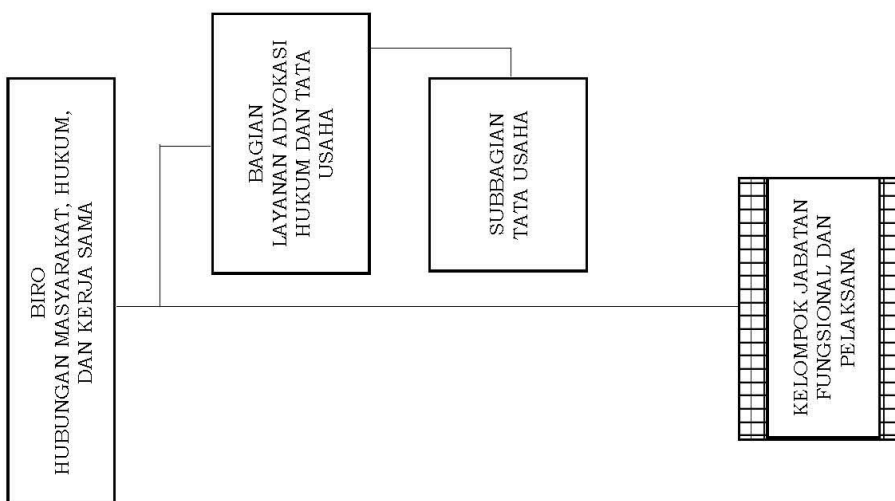 BIRO
HUBUNGAN MASYARAKAT, HUKUM,
DAN KERJA SAMA
BAGIAN
LAYANAN ADVOKASI
HUKUM DAN TATA
USAHA
SUBBAGIAN
TATA USAHA
KELOMPOK JABATAN
FUNGSIONAL DAN
PELAKSANA